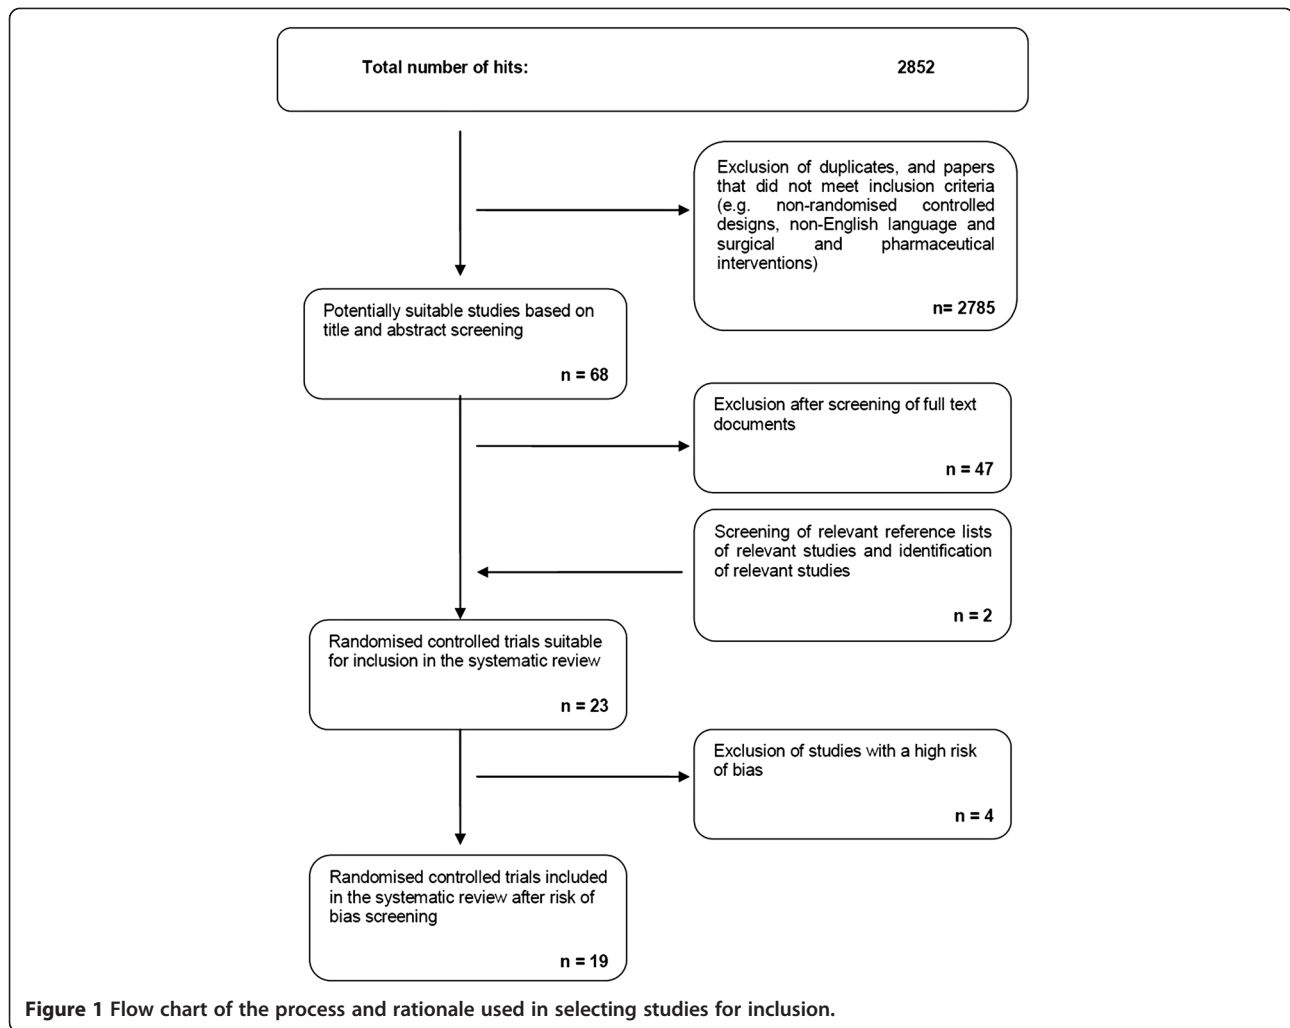 Total number of hits: 2852
Exclusion of duplicates, and papers
that did not meet inclusion criteria
(e.g. non-randomised controlled
designs, non-English language and
surgical and pharmaceutical
interventions)
n= 2785
Potentially suitable studies based on
title and abstract screening
n = 68
Exclusion after screening of full text
documents
n = 47
Screening of relevant reference lists
of relevant studies and identification
of relevant studies
n = 2
Randomised controlled trials suitable
for inclusion in the systematic review
n = 23
Exclusion of studies with a high risk
of bias
n = 4
Randomised controlled trials included
in the systematic review after risk of
bias screening
n = 19
Figure 1 Flow chart of the process and rationale used in selecting studies for inclusion.